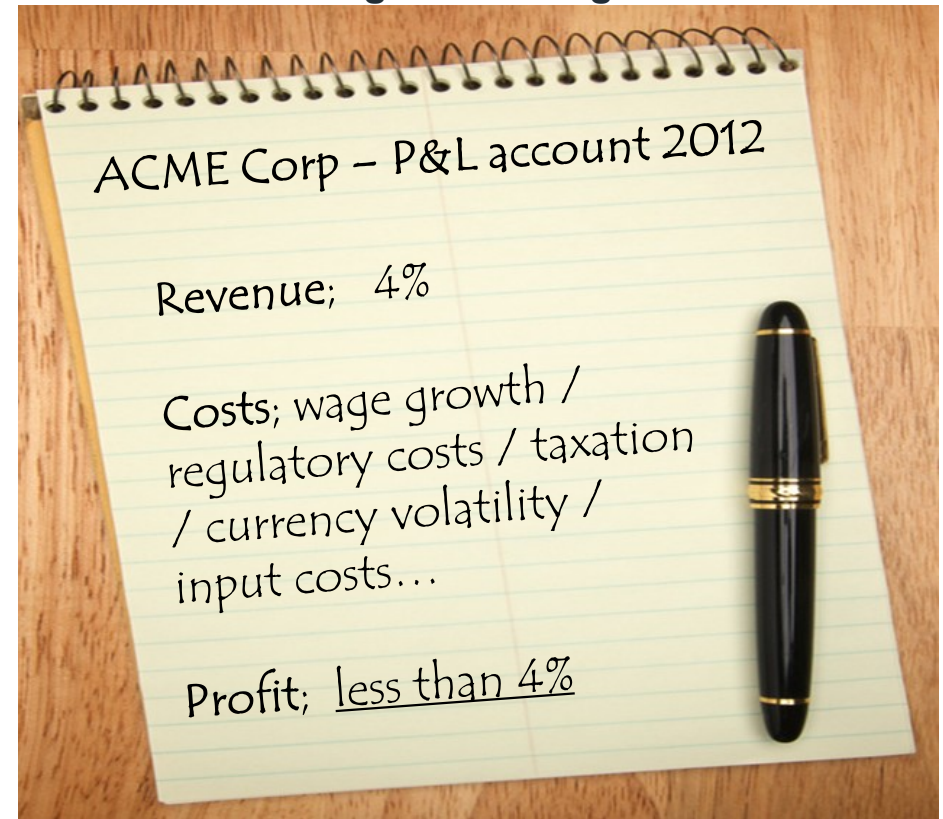 ACME Corp – P&L account 2012
Revenue; 4%
Costs; wage growth /
regulatory costs / taxation
/ currency volatility /
input costs...
Profit; less than 4%